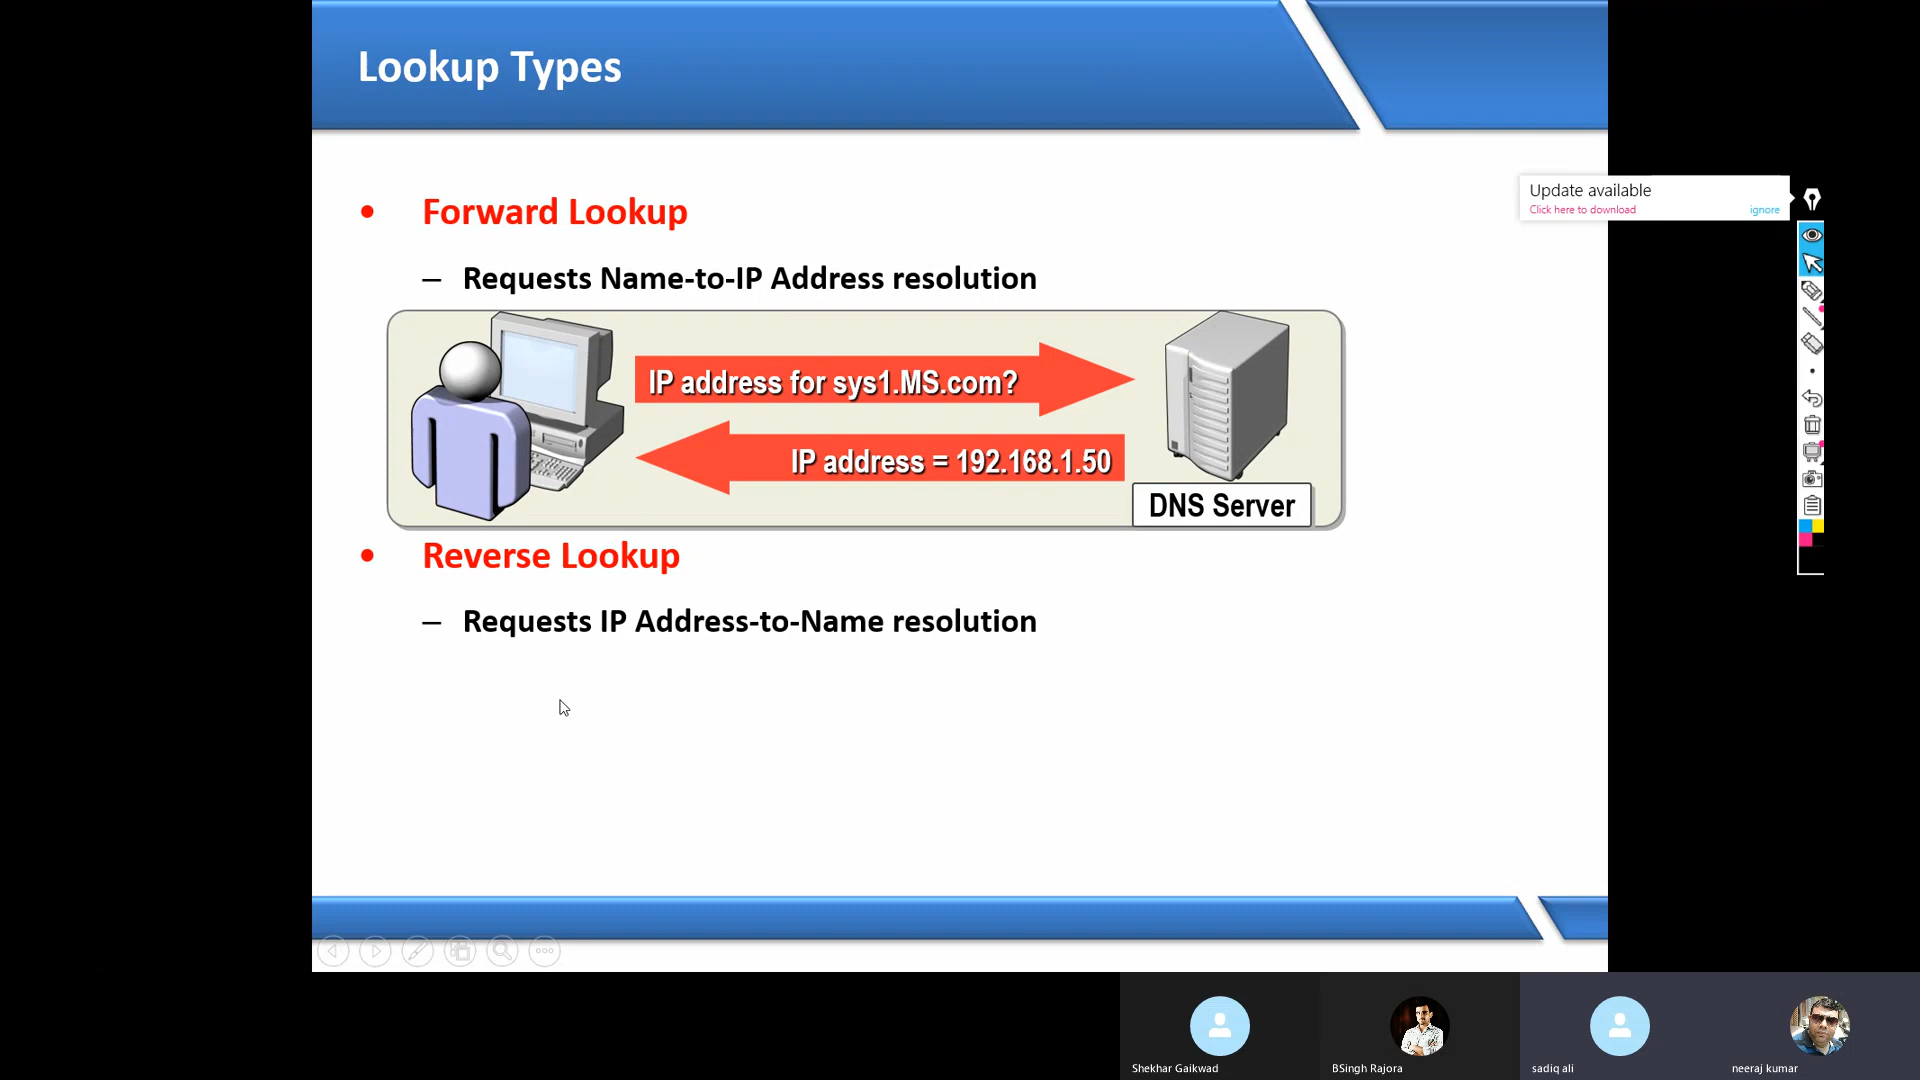 Lookup Types
• Forward Lookup
– Requests Name-to-IP Address resolution
IP address for sys1.MS.com?
IP address = 192.168.1.50
DNS Server
• Reverse Lookup
– Requests IP Address-to-Name resolution
Update available
Click here to download ignore
Shekhar Gaikwad
BSingh Rajora
sadiq ali
neeraj kumar